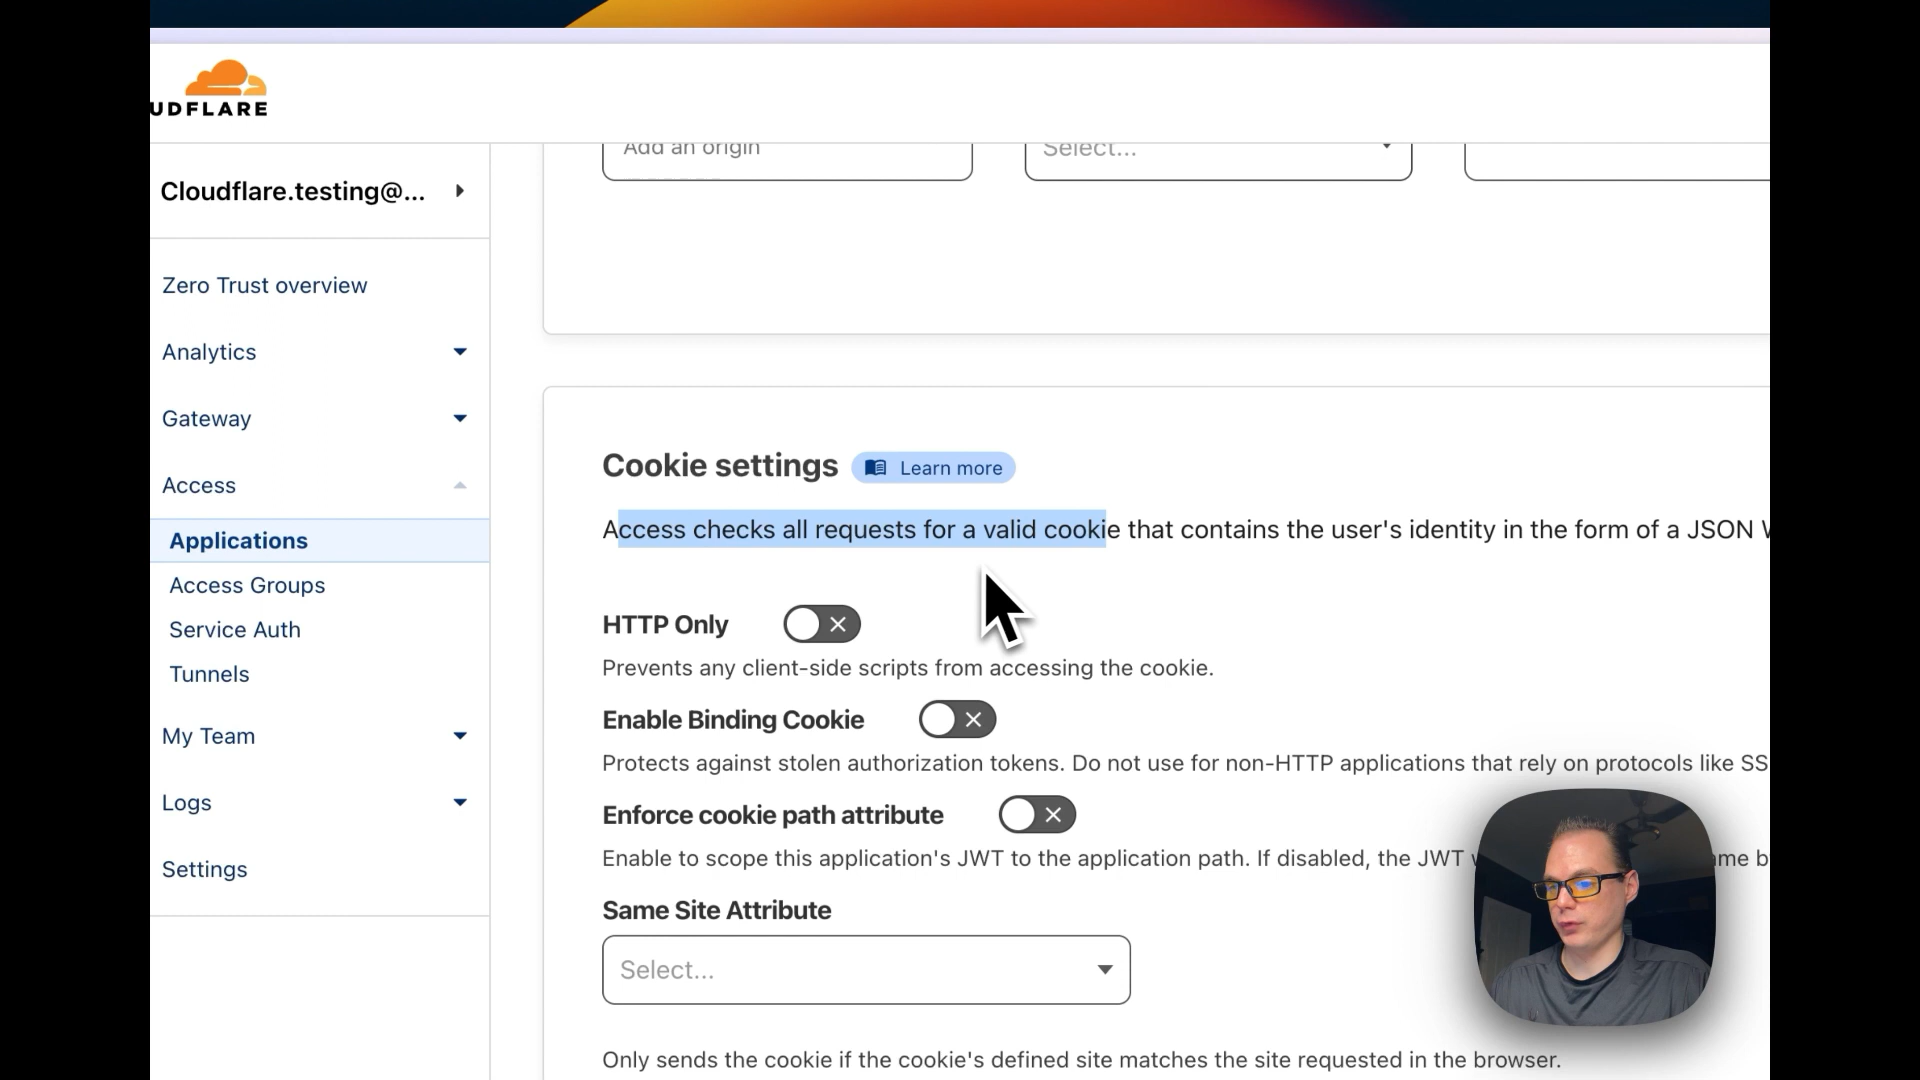 UDFLARE
Add an origin
Select...
Cloudflare.testing@...
Zero Trust overview
Analytics
Gateway
Access
Applications
Access Groups
Service Auth
Tunnels
My Team
Logs
Settings
Cookie settings
Learn more
Access checks all requests for a valid cookie that contains the user's identity in the form of a JSON W
HTTP Only
Prevents any client-side scripts from accessing the cookie.
Enable Binding Cookie
Protects against stolen authorization tokens. Do not use for non-HTTP applications that rely on protocols like SS
Enforce cookie path attribute
Enable to scope this application's JWT to the application path. If disabled, the JWT
Same Site Attribute
Select...
Only sends the cookie if the cookie's defined site matches the site requested in the browser.